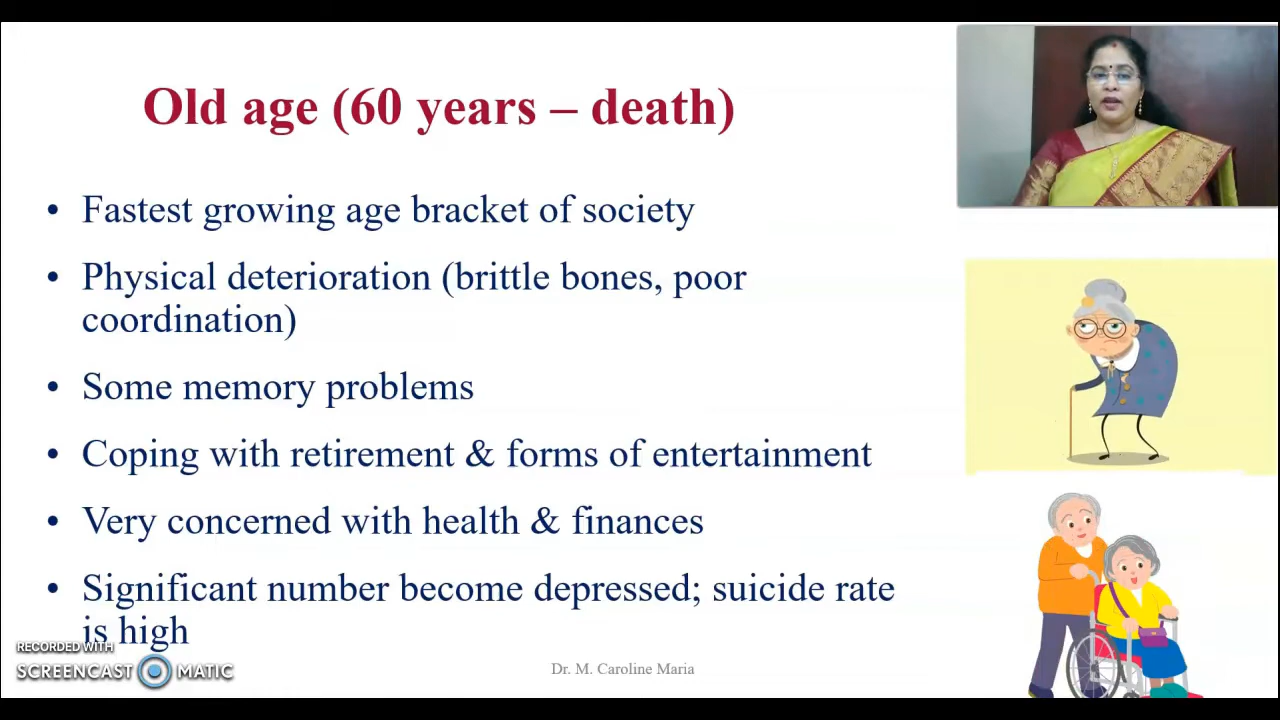 Old age (60 years – death)
• Fastest growing age bracket of society
• Physical deterioration (brittle bones, poor
coordination)
• Some memory problems
• Coping with retirement & forms of entertainment
• Very concerned with health & finances
• Significant number become depressed; suicide rate
is high
RECORDED WITH
SCREENCAST MATIC
Dr. M. Caroline Maria